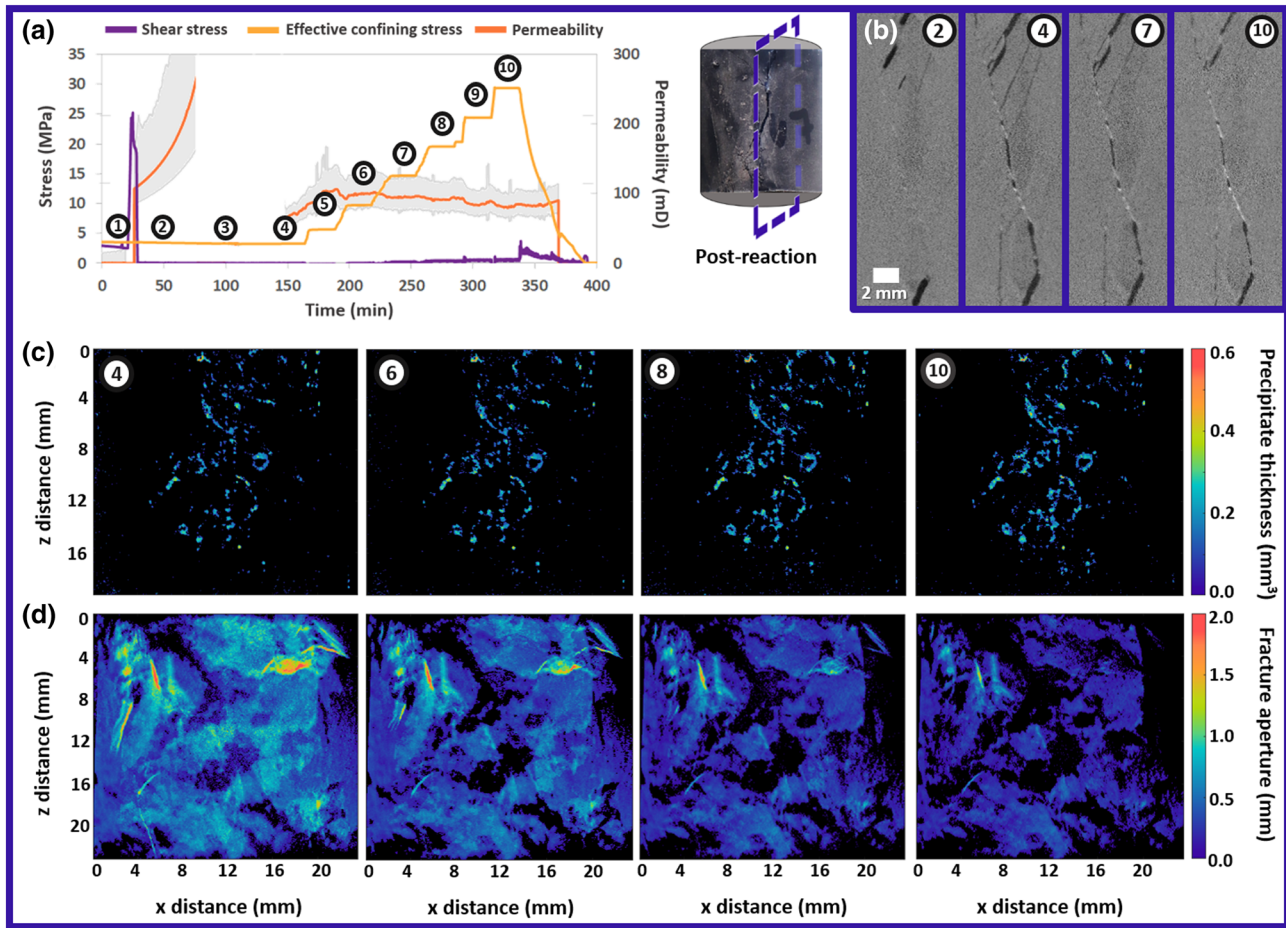 (a)
Shear stress Effective confining stress Permeability
Stress (MPa)
35
30
25
20
15
10
5
0
300
200
100
0
Permeability (mD)
1
2
3
4
5
6
7
8
9
10
0 50 100 150 200 250 300 350 400
Time (min)
Post-reaction
(b)
2 4 7 10
2 mm
(c)
4 6 8 10
z distance (mm)
0
4
8
12
16
0.6
0.4
0.2
0.0
Precipitate thickness (mm³)
(d)
z distance (mm)
0
4
8
12
16
20
2.0
1.5
1.0
0.5
0.0
Fracture aperture (mm)
0 4 8 12 16 20 0 4 8 12 16 20 0 4 8 12 16 20 0 4 8 12 16 20
x distance (mm) x distance (mm) x distance (mm) x distance (mm)